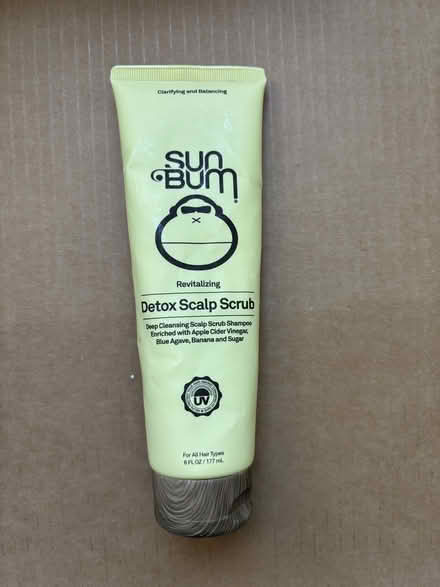 Clarifying and Balancing
SUN
BUM
Revitalizing
Detox Scalp Scrub
Deep Cleansing Scalp Scrub Shampoo
Enriched with Apple Cider Vinegar,
Blue Agave, Banana and Sugar
UV
For All Hair Types
6 FL OZ / 177 mL